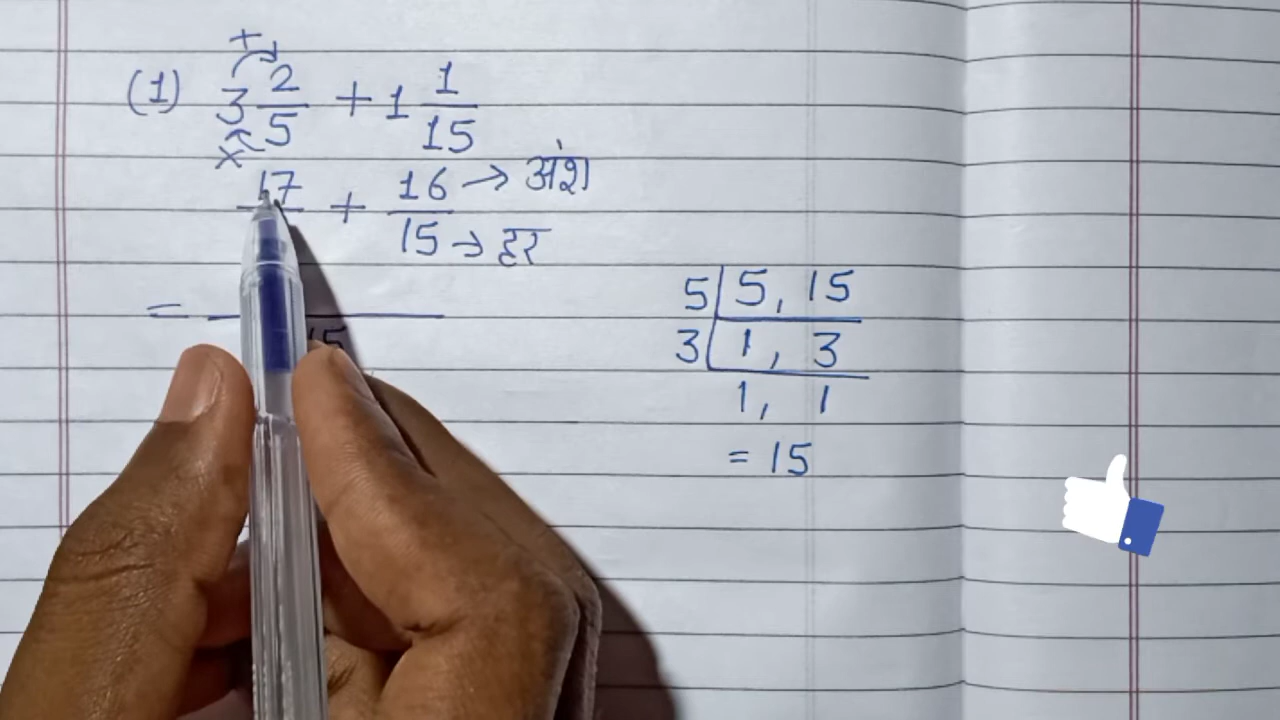 (1) 3 2/5 + 1 1/15
+
×
17 + 16/15 → अंश
→ हर
= 15
5 | 5, 15
3 | 1, 3
1, 1
= 15